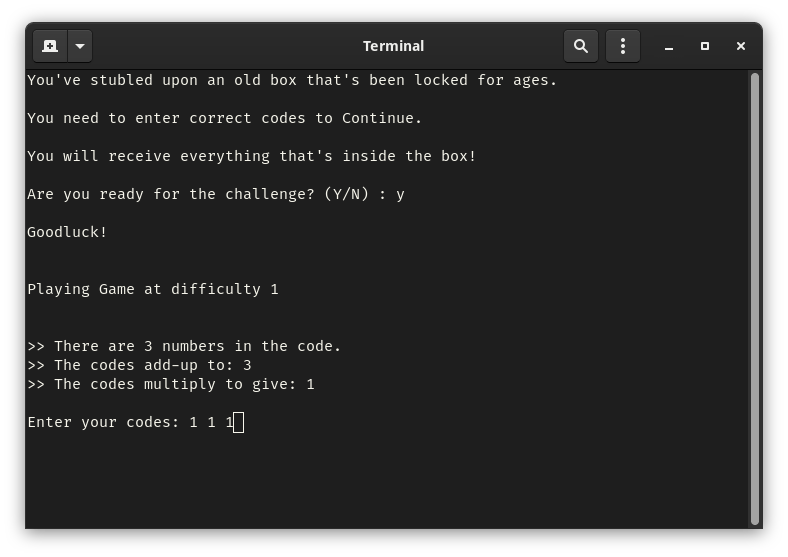 Terminal
You've stubled upon an old box that's been locked for ages.
You need to enter correct codes to Continue.
You will receive everything that's inside the box!
Are you ready for the challenge? (Y/N) : y
Goodluck!
Playing Game at difficulty 1
>> There are 3 numbers in the code.
>> The codes add-up to: 3
>> The codes multiply to give: 1
Enter your codes: 1 1 1